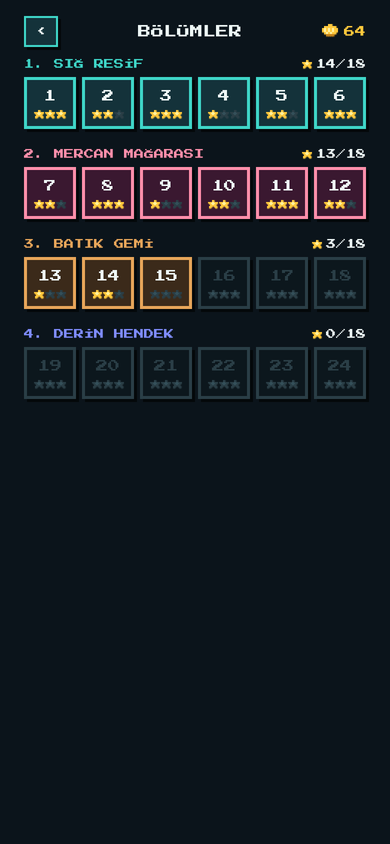 < BÖLÜMLER 64
1. SIĞ RESİF 14/18
1 2 3 4 5 6
2. MERCAN MAĞARASI 13/18
7 8 9 10 11 12
3. BATIK GEMİ 3/18
13 14 15 16 17 18
4. DERİN HENDEK 0/18
19 20 21 22 23 24